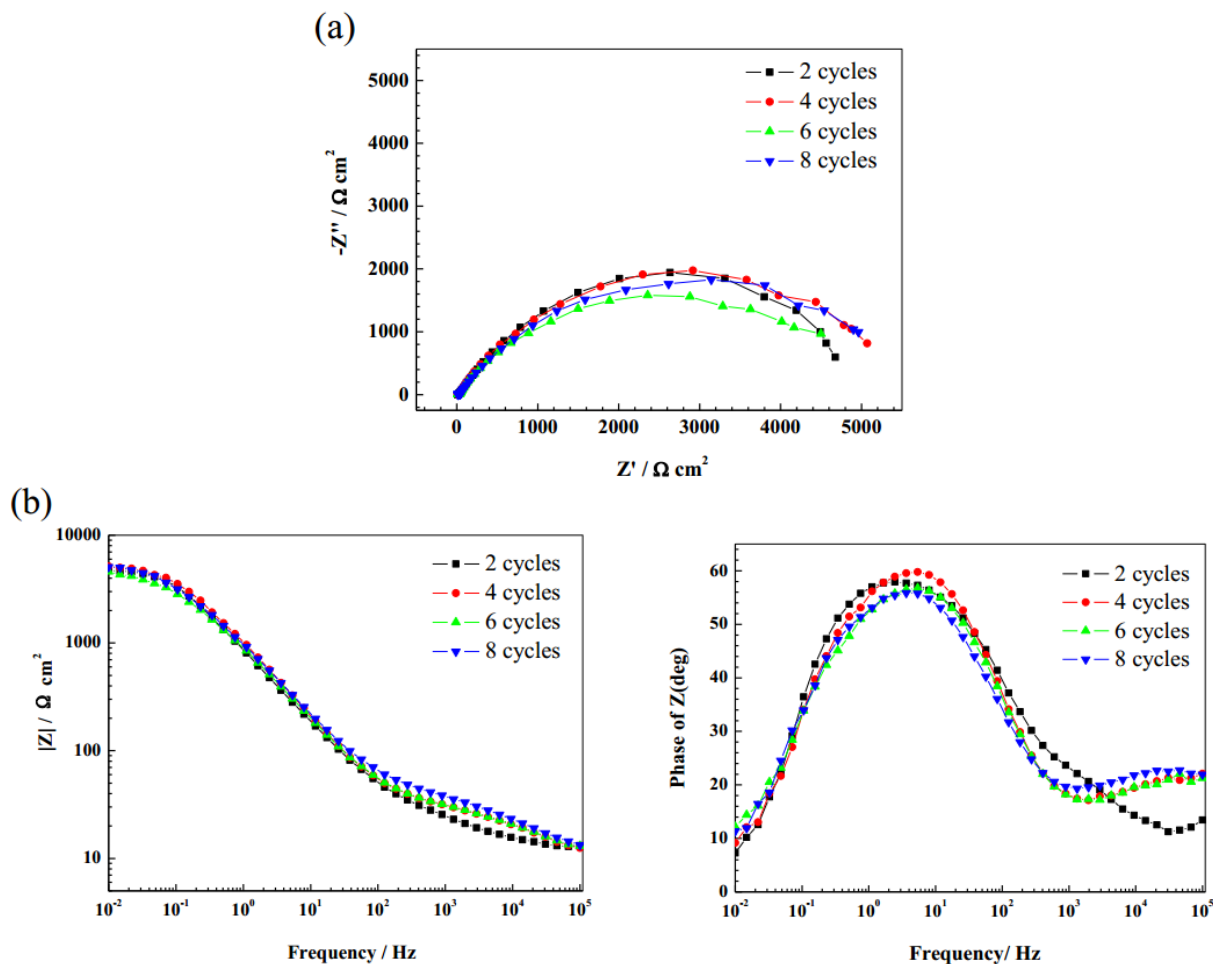 (a)
5000
4000
3000
2000
1000
0
-Z'' / Ω cm²
2 cycles
4 cycles
6 cycles
8 cycles
0 1000 2000 3000 4000 5000
Z' / Ω cm²
(b)
10000
1000
100
10
|Z| / Ω cm²
2 cycles
4 cycles
6 cycles
8 cycles
10⁻² 10⁻¹ 10⁰ 10¹ 10² 10³ 10⁴ 10⁵
Frequency / Hz
60
50
40
30
20
10
0
Phase of Z(deg)
2 cycles
4 cycles
6 cycles
8 cycles
10⁻² 10⁻¹ 10⁰ 10¹ 10² 10³ 10⁴ 10⁵
Frequency/ Hz